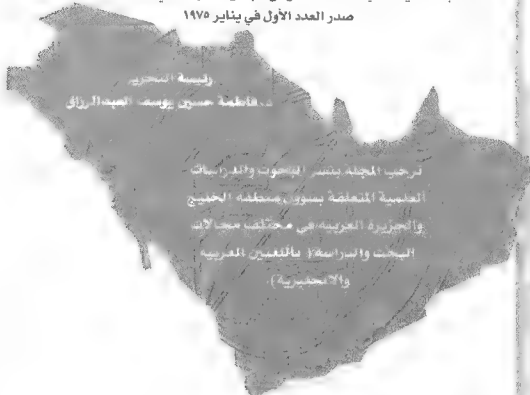 صدر العدد الأول في يناير ١٩٧٥
رئيسة التحرير
د. فاطمة حسين يوسف العبدالرزاق
ترحب المجلة بنشر البحوث والدراسات
العلمية المتعلقة بشؤون منطقة الخليج
والجزيرة العربية في مختلف مجالات
البحث والدراسة ( باللغتين العربية
والانجليزية).